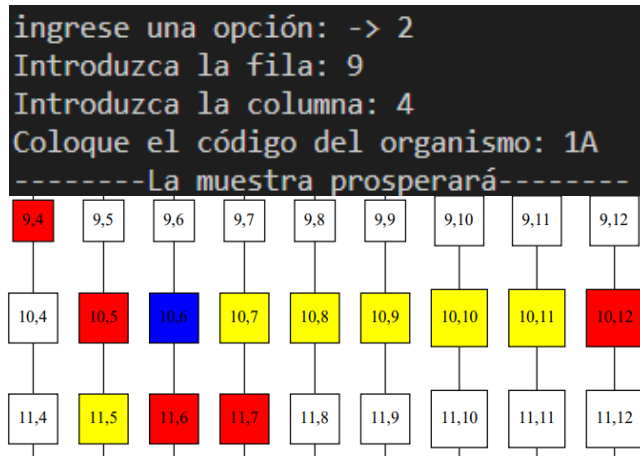 ingrese una opción: -> 2
Introduzca la fila: 9
Introduzca la columna: 4
Coloque el código del organismo: 1A
--------La muestra prosperará--------
9,4 9,5 9,6 9,7 9,8 9,9 9,10 9,11 9,12
10,4 10,5 10,6 10,7 10,8 10,9 10,10 10,11 10,12
11,4 11,5 11,6 11,7 11,8 11,9 11,10 11,11 11,12